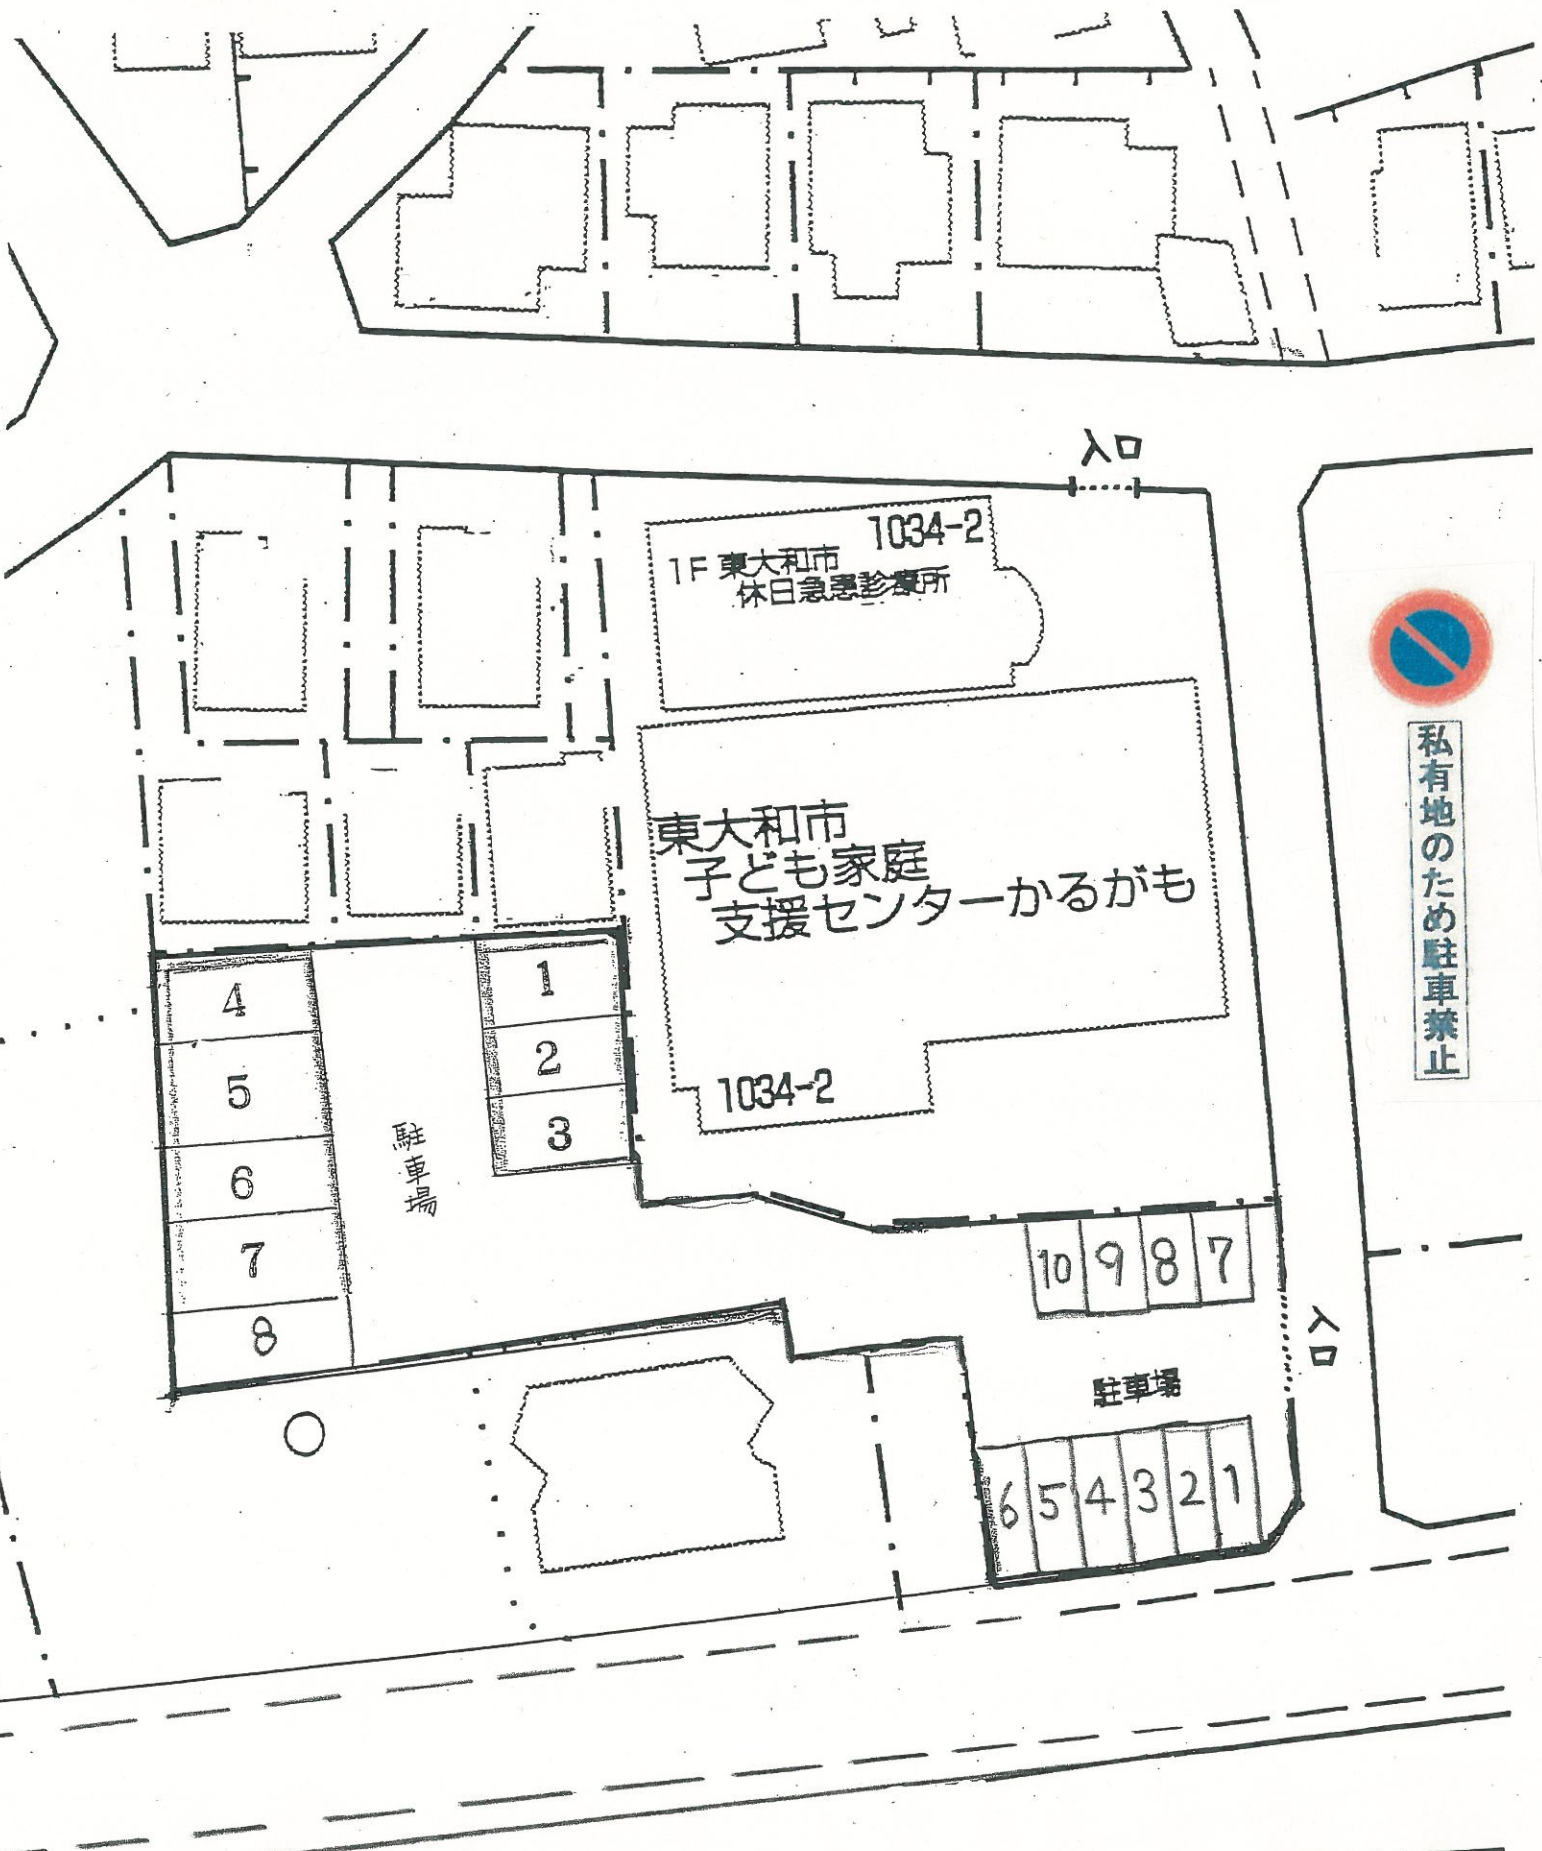 入口
1034-2
1F 東大和市
休日急患診療所
東大和市
子ども家庭
支援センターかるがも
1034-2
私有地のため駐車禁止
4
5
6
7
8
1
2
3
駐車場
10 9 8 7
入口
駐車場
6 5 4 3 2 1